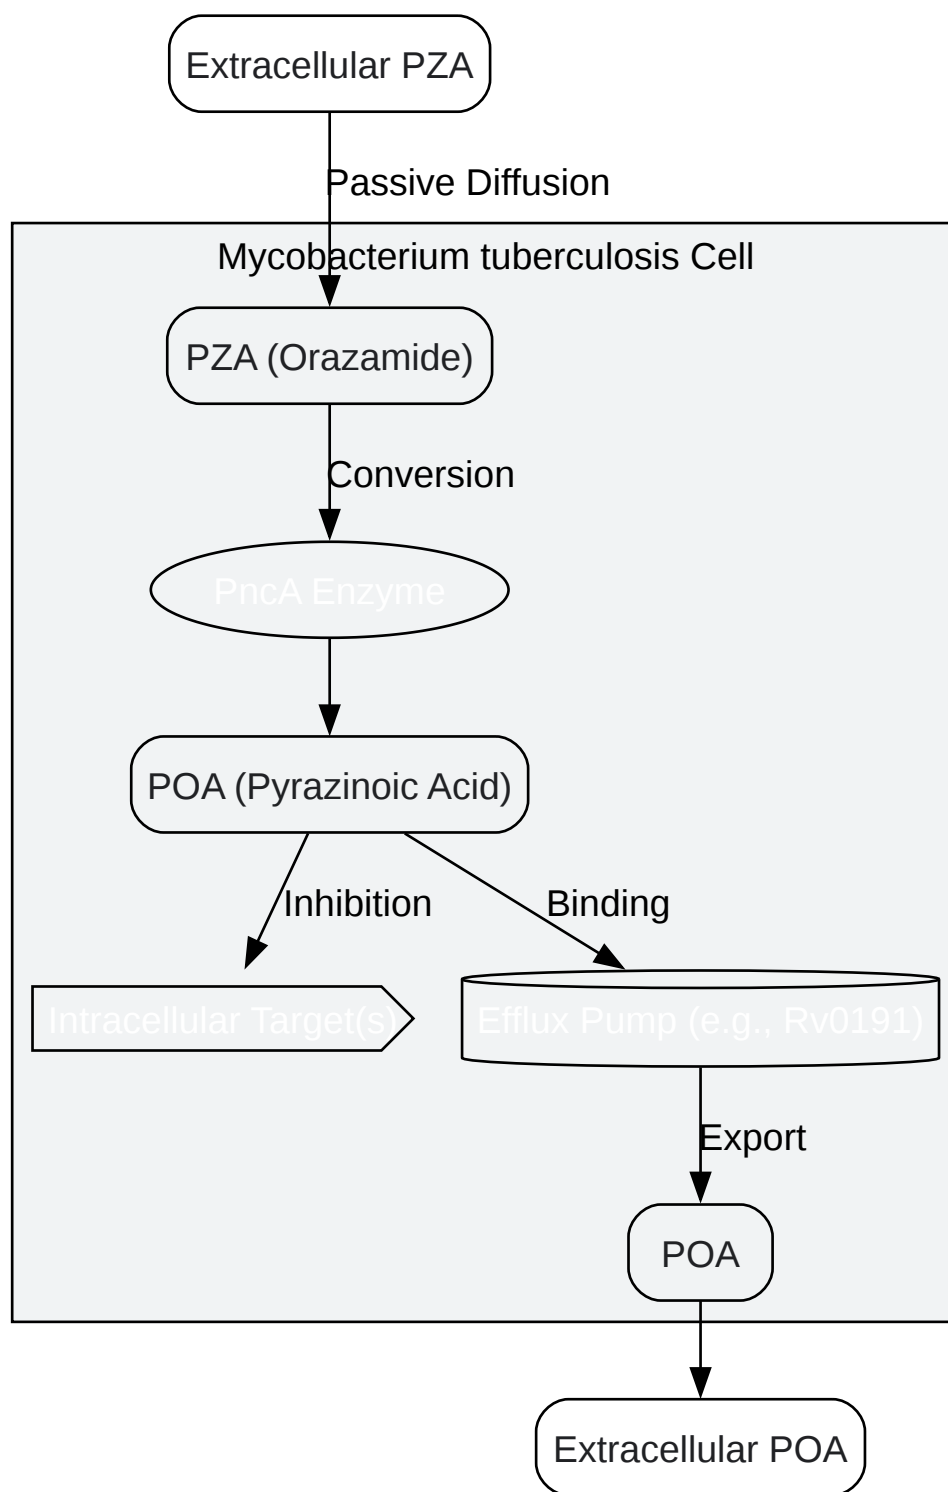 Extracellular PZA
Passive Diffusion
Mycobacterium tuberculosis Cell
PZA (Orazamide)
Conversion
PncA Enzyme
POA (Pyrazinoic Acid)
Inhibition
Binding
Intracellular Target(s)
Efflux Pump (e.g., Rv0191)
Export
POA
Extracellular POA